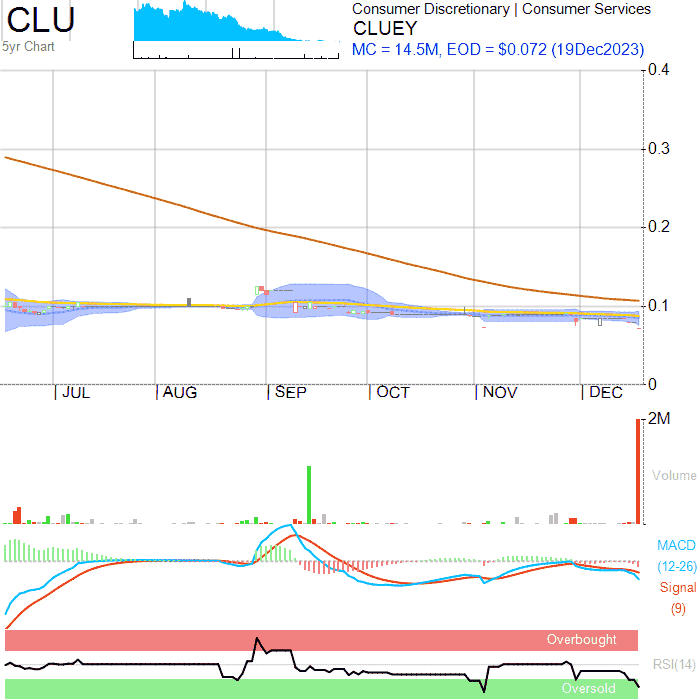 CLU
5yr Chart
Consumer Discretionary | Consumer Services
CLUEY
MC = 14.5M, EOD = $0.072 (19Dec2023)
0.4
0.3
0.2
0.1
0
| JUL | AUG | SEP | OCT | NOV | DEC
2M
Volume
MACD
(12-26)
Signal
(9)
Overbought
RSI(14)
Oversold